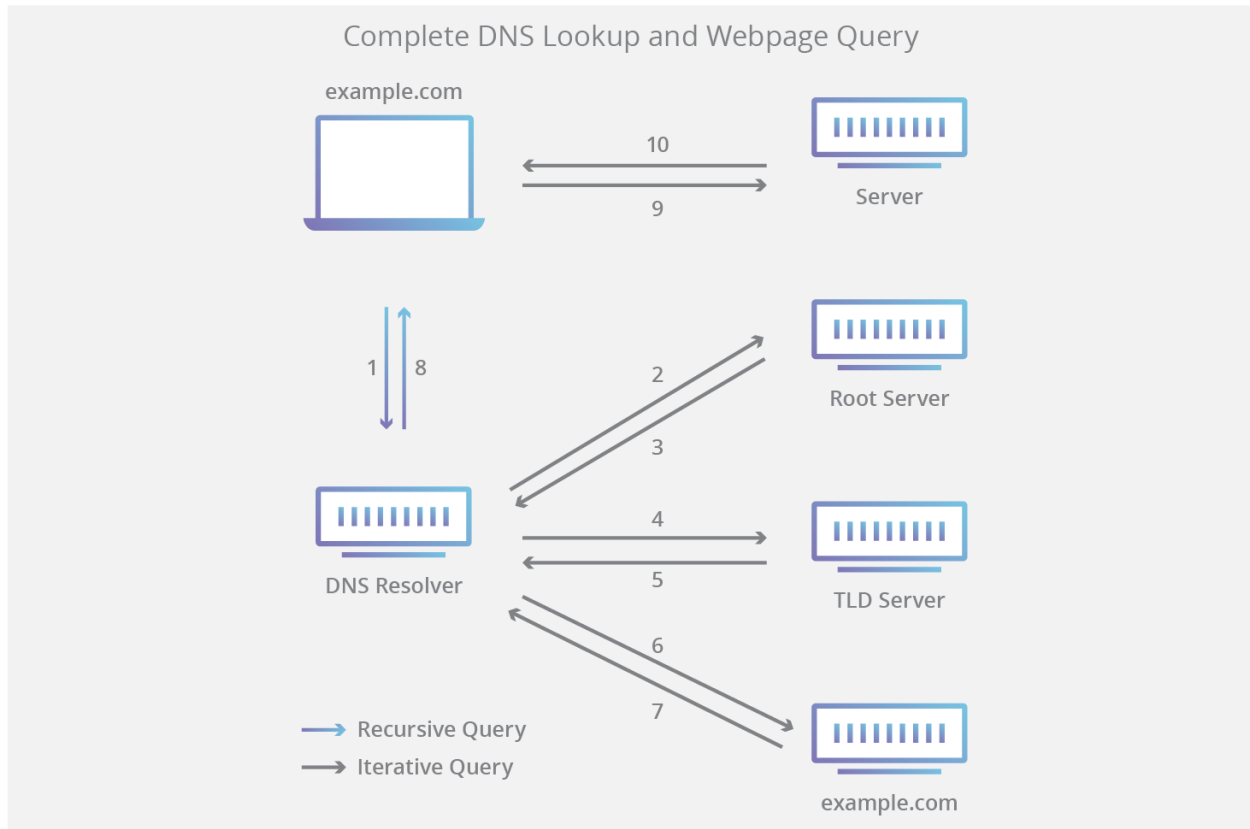 Complete DNS Lookup and Webpage Query
example.com
10
9
Server
1
8
2
3
Root Server
DNS Resolver
4
5
TLD Server
6
7
example.com
Recursive Query
Iterative Query